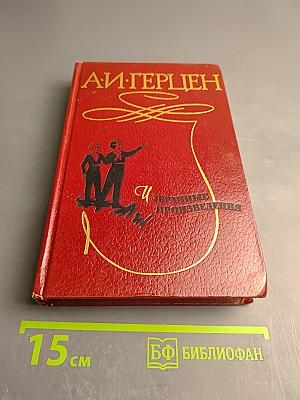 А·И·ГЕРЦЕН
ИЗБРАННЫЕ
ПРОИЗВЕДЕНИЯ
15 см
БФ БИБЛИОФАН